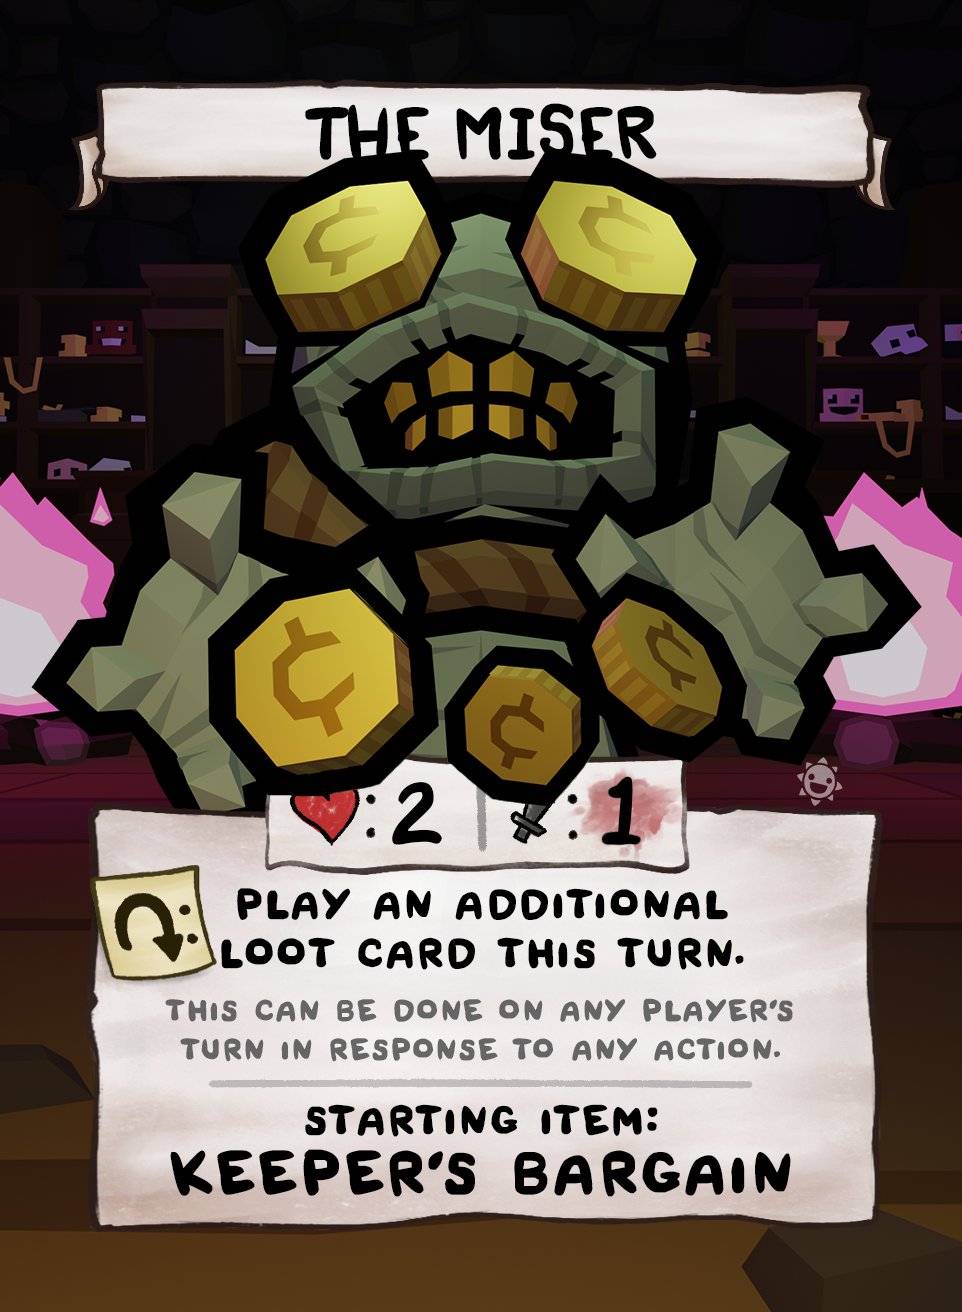 THE MISER
¢ ¢
¢ ¢ ¢
: 2 : 1
: PLAY AN ADDITIONAL
LOOT CARD THIS TURN.
THIS CAN BE DONE ON ANY PLAYER'S
TURN IN RESPONSE TO ANY ACTION.
STARTING ITEM:
KEEPER'S BARGAIN